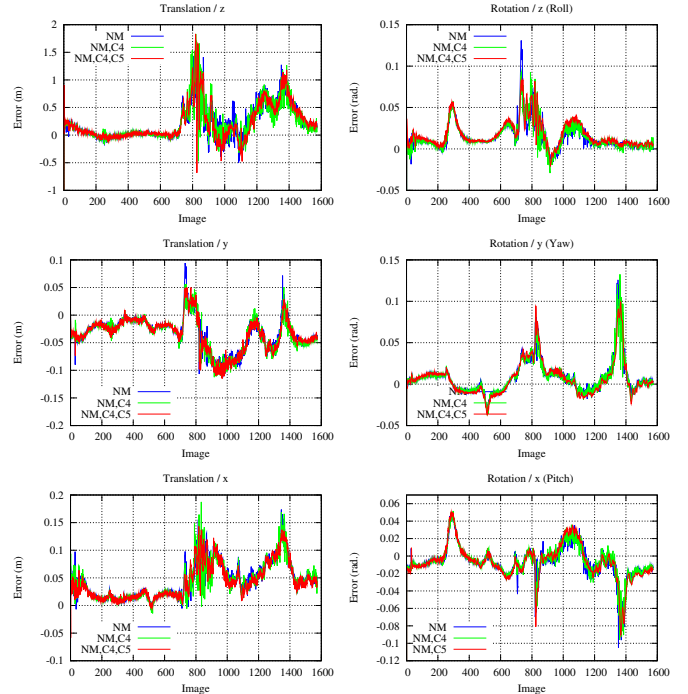 Translation / z
Error (m)
2
1.5
1
0.5
0
-0.5
-1
NM
NM,C4
NM,C4,C5
0 200 400 600 800 1000 1200 1400 1600
Image
Rotation / z (Roll)
Error (rad.)
0.15
0.1
0.05
0
-0.05
NM
NM,C4
NM,C4,C5
0 200 400 600 800 1000 1200 1400 1600
Image
Translation / y
Error (m)
0.1
0.05
0
-0.05
-0.1
-0.15
-0.2
NM
NM,C4
NM,C4,C5
0 200 400 600 800 1000 1200 1400 1600
Image
Rotation / y (Yaw)
Error (rad.)
0.15
0.1
0.05
0
-0.05
NM
NM,C4
NM,C4,C5
0 200 400 600 800 1000 1200 1400 1600
Image
Translation / x
Error (m)
0.2
0.15
0.1
0.05
0
-0.05
-0.1
NM
NM,C4
NM,C4,C5
0 200 400 600 800 1000 1200 1400 1600
Image
Rotation / x (Pitch)
Error (rad.)
0.06
0.04
0.02
0
-0.02
-0.04
-0.06
-0.08
-0.1
-0.12
NM
NM,C4
NM,C4,C5
0 200 400 600 800 1000 1200 1400 1600
Image